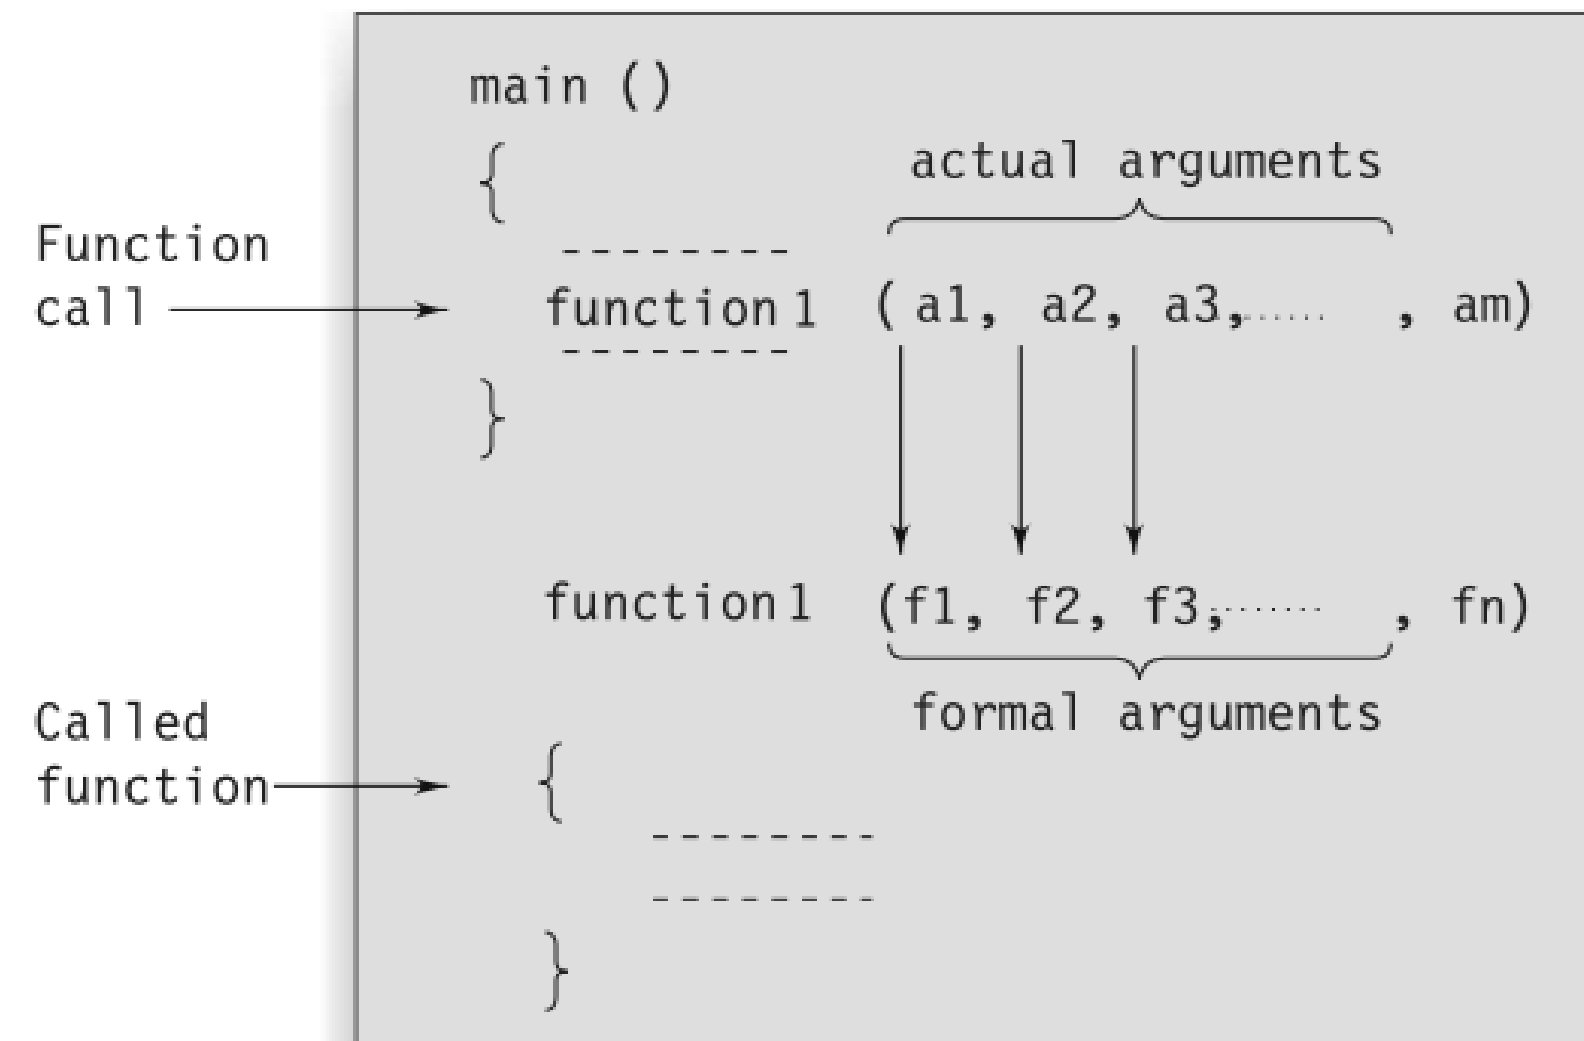 main ()
{
actual arguments
Function
call
function1 ( a1, a2, a3,...... , am)
}
function1 (f1, f2, f3,....... , fn)
formal arguments
Called
function
{
}